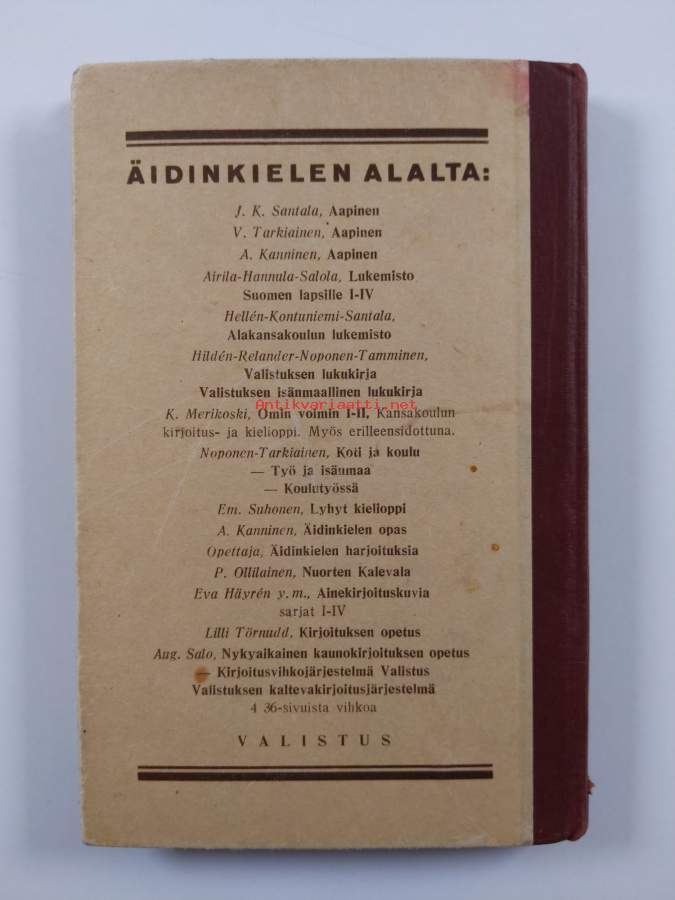 ÄIDINKIELEN ALALTA:
J. K. Santala, Aapinen
V. Tarkiainen, Aapinen
A. Kanninen, Aapinen
Airila-Hannula-Salola, Lukemisto
Suomen lapsille I-IV
Hellén-Kontuniemi-Santala,
Alakansakoulun lukemisto
Hildén-Relander-Noponen-Tamminen,
Valistuksen lukukirja
Valistuksen isänmaallinen lukukirja
Antikvariaatti.net
K. Merikoski, Omin voimin I-II, Kansakoulun
kirjoitus- ja kielioppi. Myös erilleensidottuna.
Noponen-Tarkiainen, Koti ja koulu
— Työ ja isänmaa
— Koulutyössä
Em. Suhonen, Lyhyt kielioppi
A. Kanninen, Äidinkielen opas
Opettaja, Äidinkielen harjoituksia
P. Ollilainen, Nuorten Kalevala
Eva Häyrén y. m., Ainekirjoituskuvia
sarjat I-IV
Lilli Törnudd, Kirjoituksen opetus
Aug. Salo, Nykyaikainen kaunokirjoituksen opetus
— Kirjoitusvihkojärjestelmä Valistus
Valistuksen kaltevakirjoitusjärjestelmä
4 36-sivuista vihkoa
VALISTUS